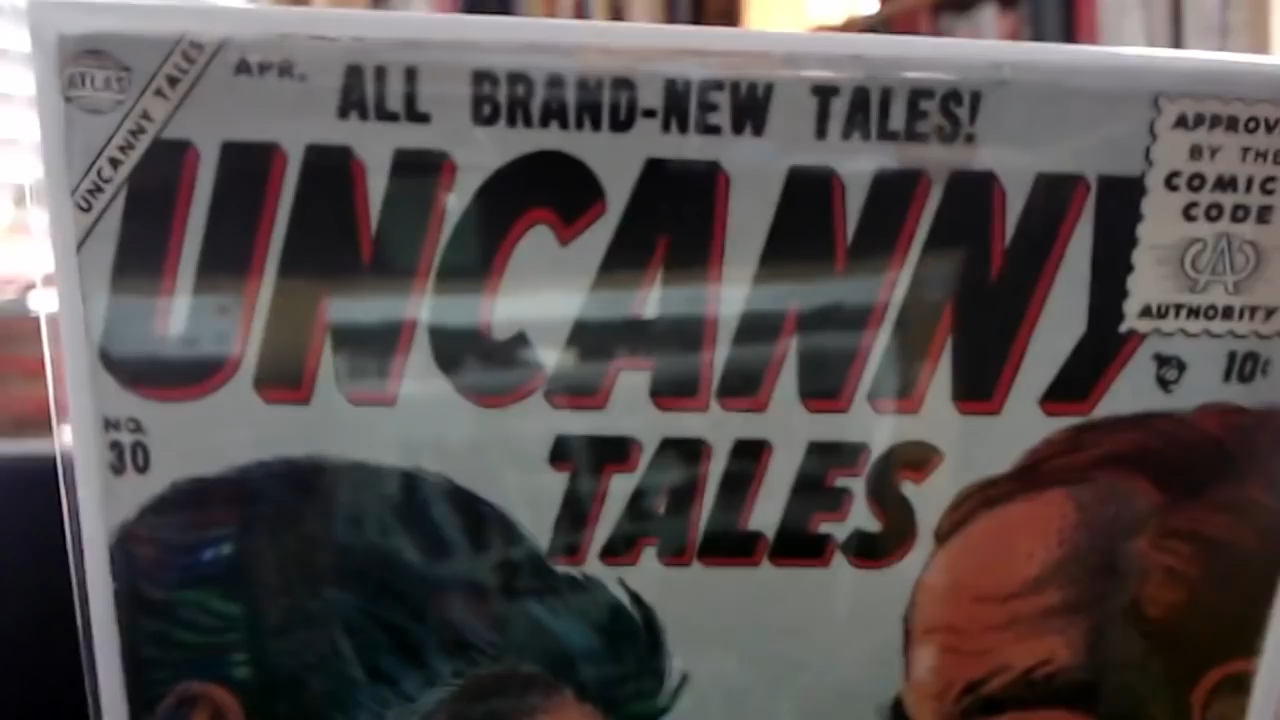 ATLAS
UNCANNY TALES
APR.
ALL BRAND-NEW TALES!
UNCANNY
TALES
APPROV
BY THE
COMIC
CODE
CA
AUTHORITY
10¢
NO.
30